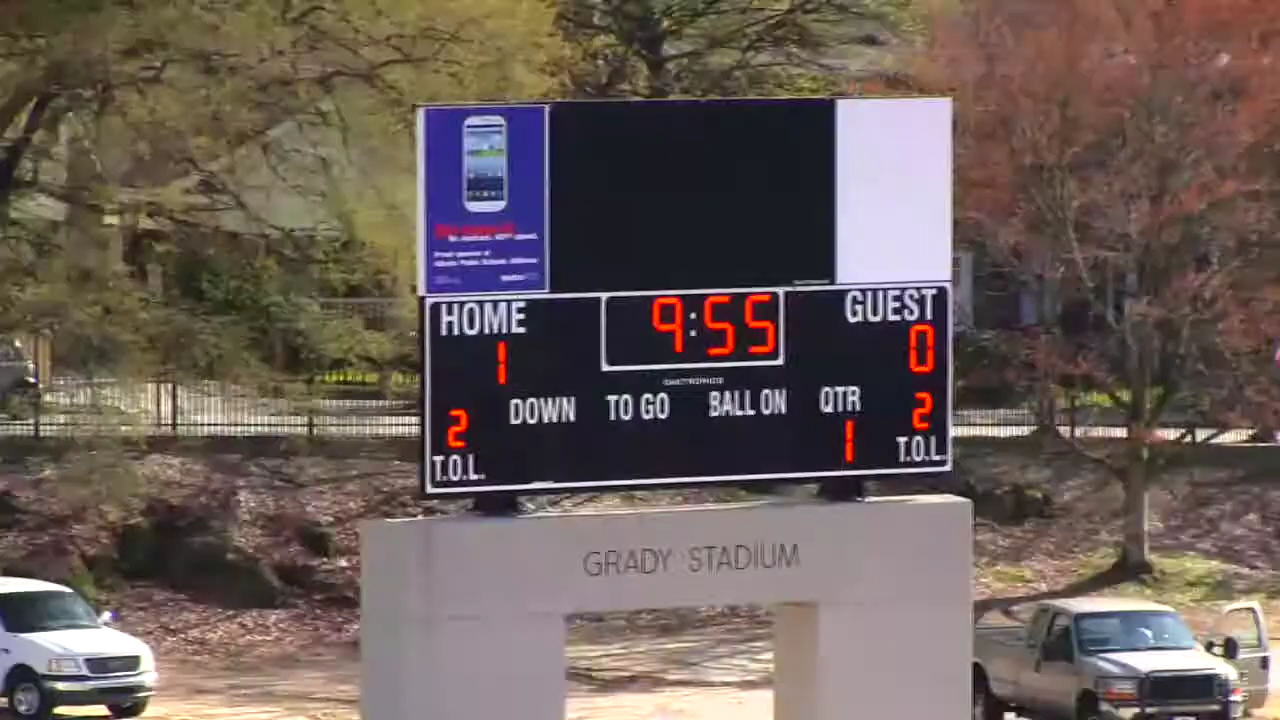 HOME
9:55
GUEST
1
0
DOWN
TO GO
BALL ON
QTR
2
2
1
T.O.L.
T.O.L.
GRADY STADIUM